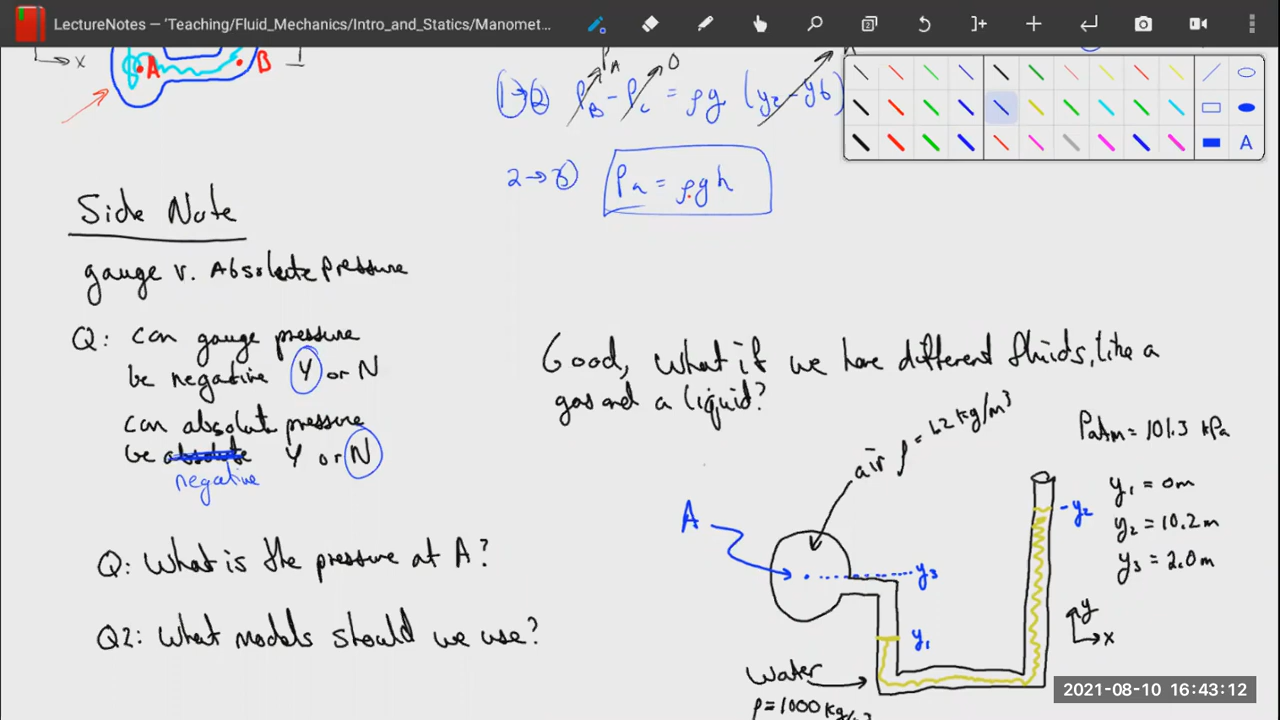 LectureNotes — 'Teaching/Fluid_Mechanics/Intro_and_Statics/Manomet...
x
A
B
P_A
0
1→2 P_B - P_C = ρg (y2 - y6)
2→3 P_A = ρgh
A
Side Note
gauge v. Absolute Pressure
Q: can gauge pressure
be negative Y or N
can absolute pressure
be absolute Y or N
negative
Q: What is the pressure at A?
Q2: What models should we use?
Good, what if we have different fluids, like a
gas and a liquid?
air ρ = 1.2 kg/m³
Patm = 101.3 kPa
A
y3
y1
y2
y1 = 0m
y2 = 10.2m
y3 = 2.0m
y
x
Water
ρ = 1000 kg/m³
2021-08-10 16:43:12